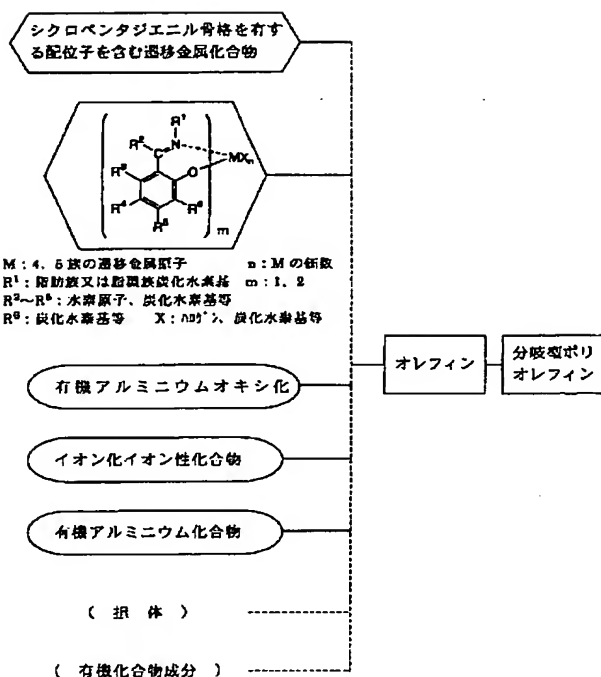 シクロペンタジエニル骨格を有す
る配位子を含む遷移金属化合物
R¹
R²
C
N
MXₙ
R³
O
R⁴
R⁶
R⁵
m
M：4、5族の遷移金属原子 n：Mの価数
R¹：脂肪族又は脂環族炭化水素基 m：1、2
R²～R⁵：水素原子、炭化水素基等
R⁶：炭化水素基等 X：ﾊﾛｹﾞﾝ、炭化水素基等
オレフィン
分岐型ポリ
オレフィン
有機アルミニウムオキシ化
イオン化イオン性化合物
有機アルミニウム化合物
（ 担 体 ）
（ 有機化合物成分 ）